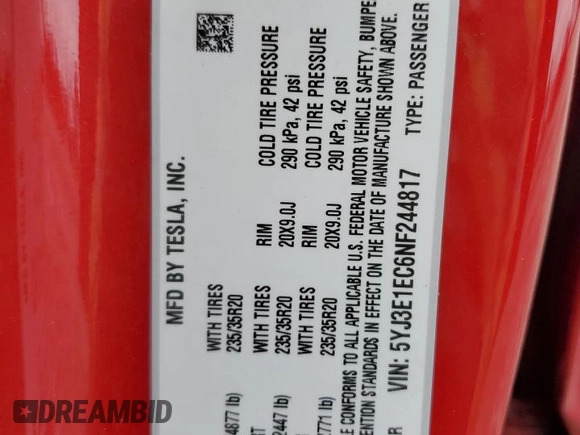 MFD BY TESLA, INC.
4877 lb) WITH TIRES RIM COLD TIRE PRESSURE
235/35R20 20X9.0J 290 kPa, 42 psi
2447 lb) WITH TIRES RIM COLD TIRE PRESSURE
235/35R20 20X9.0J 290 kPa, 42 psi
2771 lb) WITH TIRES
235/35R20
LE CONFORMS TO ALL APPLICABLE U.S. FEDERAL MOTOR VEHICLE SAFETY, BUMPE
ENTION STANDARDS IN EFFECT ON THE DATE OF MANUFACTURE SHOWN ABOVE.
VIN: 5YJ3E1EC6NF244817 TYPE: PASSENGER
DREAMBID